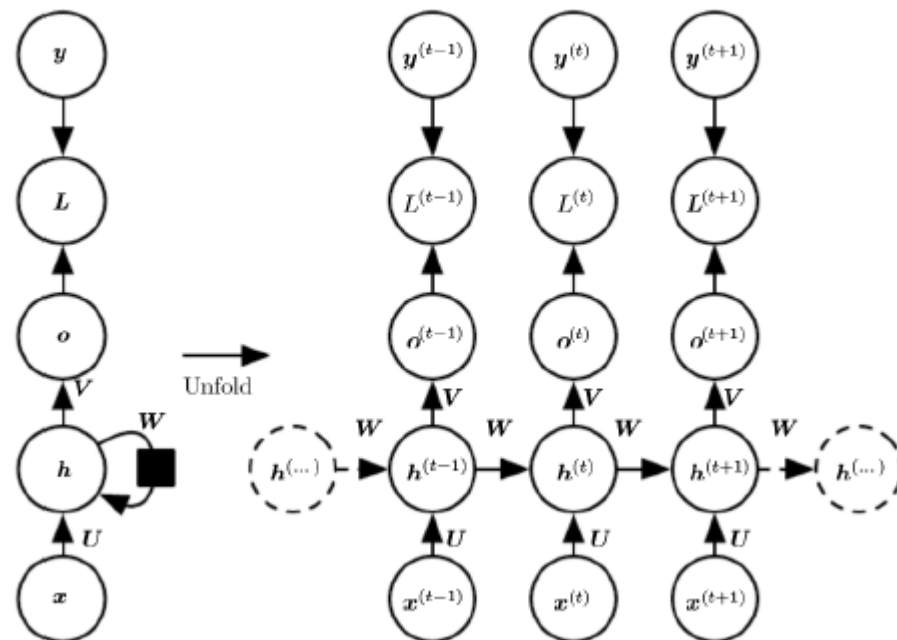 y y^(t−1) y^(t) y^(t+1)
L L^(t−1) L^(t) L^(t+1)
o o^(t−1) o^(t) o^(t+1)
Unfold
V V V V
W W W W W
h h^(...) h^(t−1) h^(t) h^(t+1) h^(...)
U U U U
x x^(t−1) x^(t) x^(t+1)